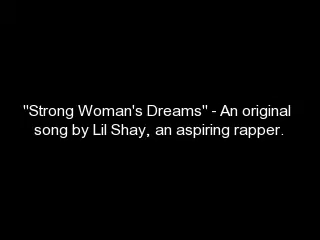 "Strong Woman's Dreams" - An original
song by Lil Shay, an aspiring rapper.